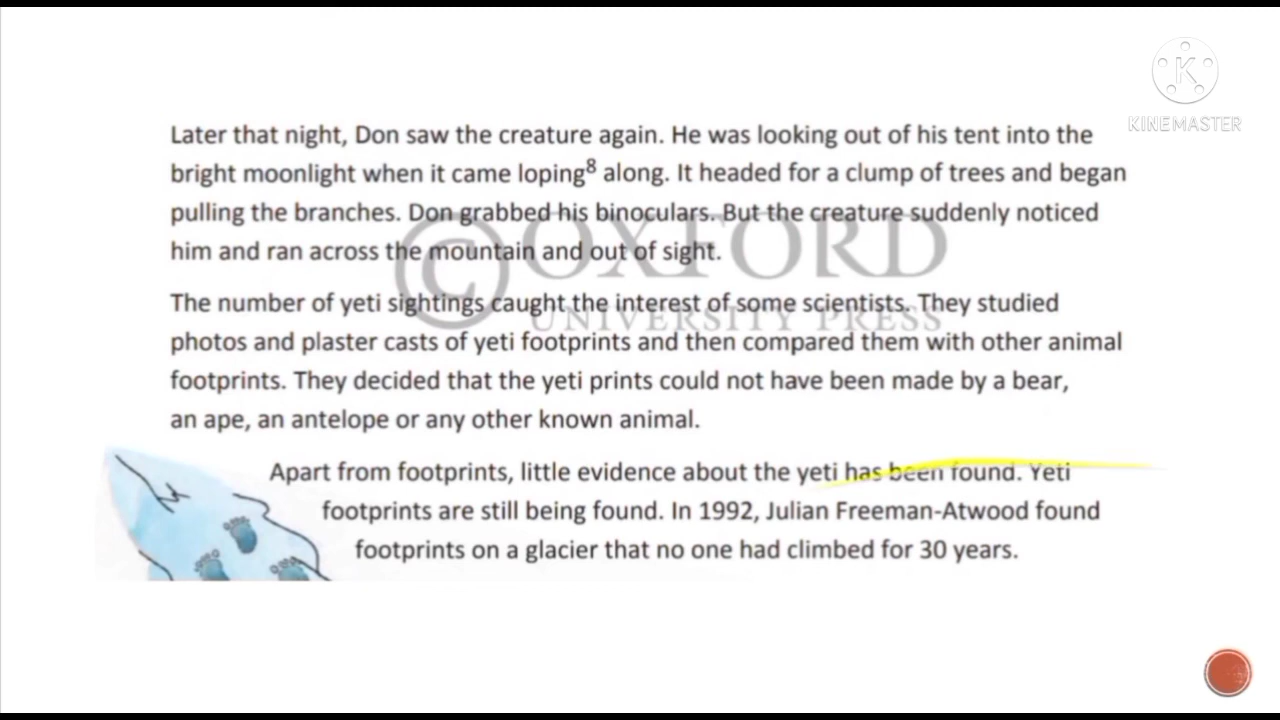 KINEMASTER
Later that night, Don saw the creature again. He was looking out of his tent into the
bright moonlight when it came loping⁸ along. It headed for a clump of trees and began
pulling the branches. Don grabbed his binoculars. But the creature suddenly noticed
him and ran across the mountain and out of sight.
© OXFORD
UNIVERSITY PRESS
The number of yeti sightings caught the interest of some scientists. They studied
photos and plaster casts of yeti footprints and then compared them with other animal
footprints. They decided that the yeti prints could not have been made by a bear,
an ape, an antelope or any other known animal.
Apart from footprints, little evidence about the yeti has been found. Yeti
footprints are still being found. In 1992, Julian Freeman-Atwood found
footprints on a glacier that no one had climbed for 30 years.